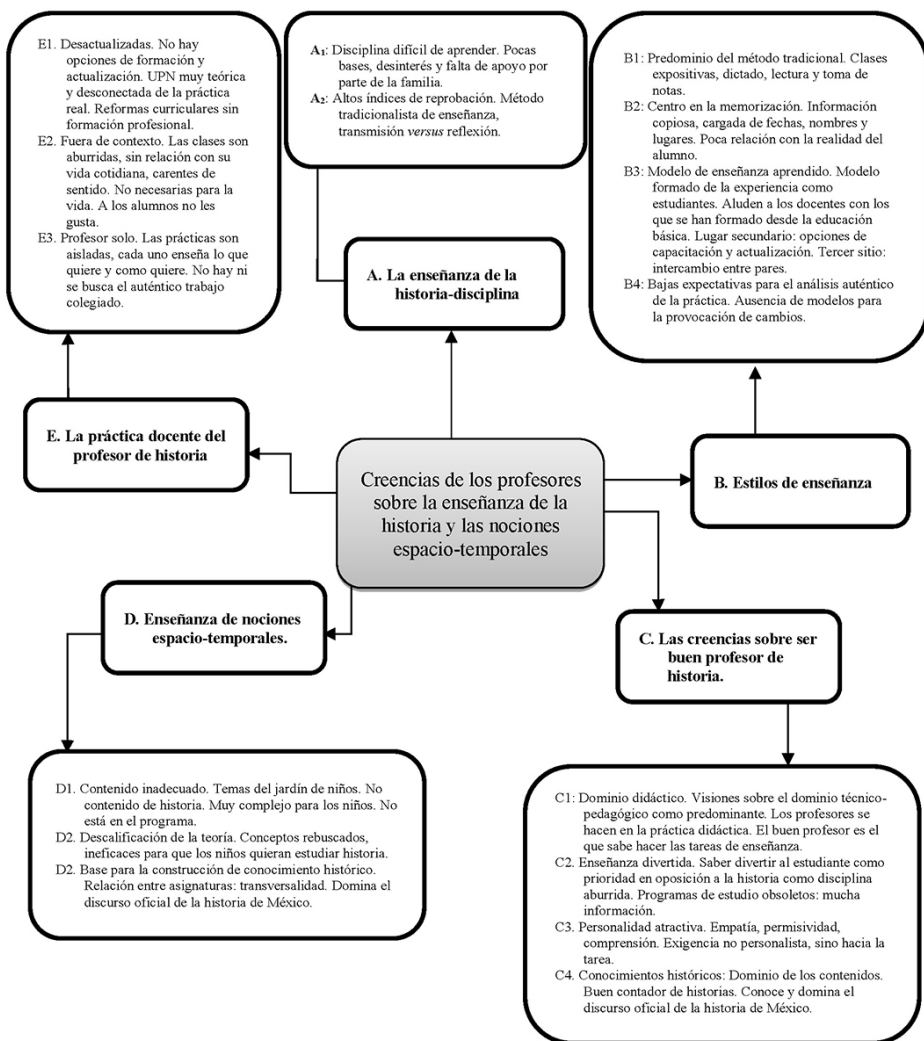 E1. Desactualizadas. No hay
opciones de formación y
actualización. UPN muy teórica
y desconectada de la práctica
real. Reformas curriculares sin
formación profesional.
E2. Fuera de contexto. Las clases son
aburridas, sin relación con su
vida cotidiana, carentes de
sentido. No necesarias para la
vida. A los alumnos no les
gusta.
E3. Profesor solo. Las prácticas son
aisladas, cada uno enseña lo que
quiere y como quiere. No hay ni
se busca el auténtico trabajo
colegiado.
A1: Disciplina difícil de aprender. Pocas
bases, desinterés y falta de apoyo por
parte de la familia.
A2: Altos índices de reprobación. Método
tradicionalista de enseñanza,
transmisión versus reflexión.
B1: Predominio del método tradicional. Clases
expositivas, dictado, lectura y toma de
notas.
B2: Centro en la memorización. Información
copiosa, cargada de fechas, nombres y
lugares. Poca relación con la realidad del
alumno.
B3: Modelo de enseñanza aprendido. Modelo
formado de la experiencia como
estudiantes. Aluden a los docentes con los
que se han formado desde la educación
básica. Lugar secundario: opciones de
capacitación y actualización. Tercer sitio:
intercambio entre pares.
B4: Bajas expectativas para el análisis auténtico
de la práctica. Ausencia de modelos para
la provocación de cambios.
A. La enseñanza de la
historia-disciplina
E. La práctica docente del
profesor de historia
Creencias de los profesores
sobre la enseñanza de la
historia y las nociones
espacio-temporales
B. Estilos de enseñanza
D. Enseñanza de nociones
espacio-temporales.
C. Las creencias sobre ser
buen profesor de
historia.
D1. Contenido inadecuado. Temas del jardín de niños. No
contenido de historia. Muy complejo para los niños. No
está en el programa.
D2. Descalificación de la teoría. Conceptos rebuscados,
ineficaces para que los niños quieran estudiar historia.
D2. Base para la construcción de conocimiento histórico.
Relación entre asignaturas: transversalidad. Domina el
discurso oficial de la historia de México.
C1: Dominio didáctico. Visiones sobre el dominio técnico-
pedagógico como predominante. Los profesores se
hacen en la práctica didáctica. El buen profesor es el
que sabe hacer las tareas de enseñanza.
C2. Enseñanza divertida. Saber divertir al estudiante como
prioridad en oposición a la historia como disciplina
aburrida. Programas de estudio obsoletos: mucha
información.
C3. Personalidad atractiva. Empatía, permisividad,
comprensión. Exigencia no personalista, sino hacia la
tarea.
C4. Conocimientos históricos: Dominio de los contenidos.
Buen contador de historias. Conoce y domina el
discurso oficial de la historia de México.